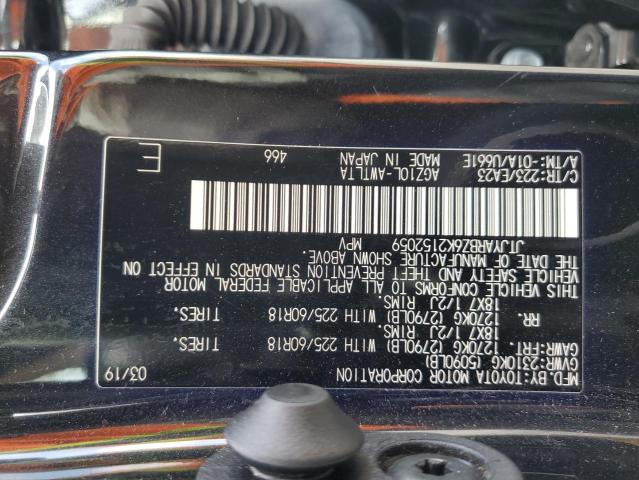 MFD.BY: TOYOTA MOTOR CORPORATION 03/19
GVWR: 2310KG (5090LB)
GAWR: FRT. 1270KG (2790LB) WITH 225/60R18 TIRES.
18X7 1/2J RIMS
RR. 1270KG (2790LB) WITH 225/60R18 TIRES.
18X7 1/2J RIMS
THIS VEHICLE CONFORMS TO ALL APPLICABLE FEDERAL MOTOR
VEHICLE SAFETY AND THEFT PREVENTION STANDARDS IN EFFECT ON
THE DATE OF MANUFACTURE SHOWN ABOVE.
JTJYARBZ6K2152059 MPV
C/TR: 223/EA23 AGZ10L-AWTLTA
A/TM: -01A/U661E MADE IN JAPAN 466 E